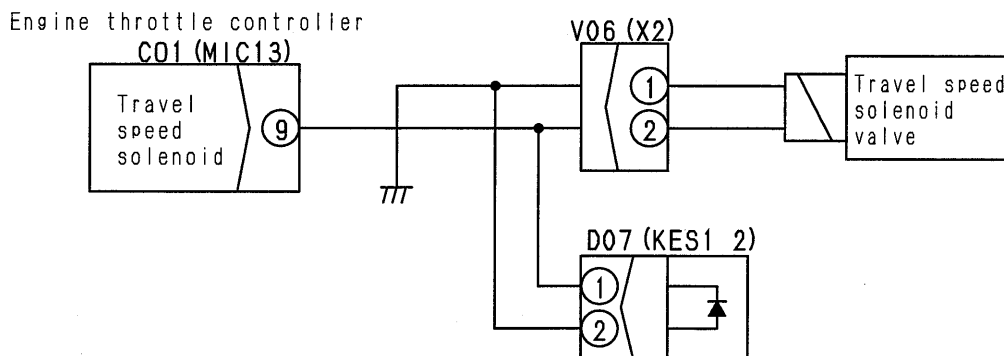 Engine throttle controller
C01 (MIC13)
V06 (X2)
Travel
speed
solenoid
9
1
2
Travel speed
solenoid
valve
D07 (KES1 2)
1
2